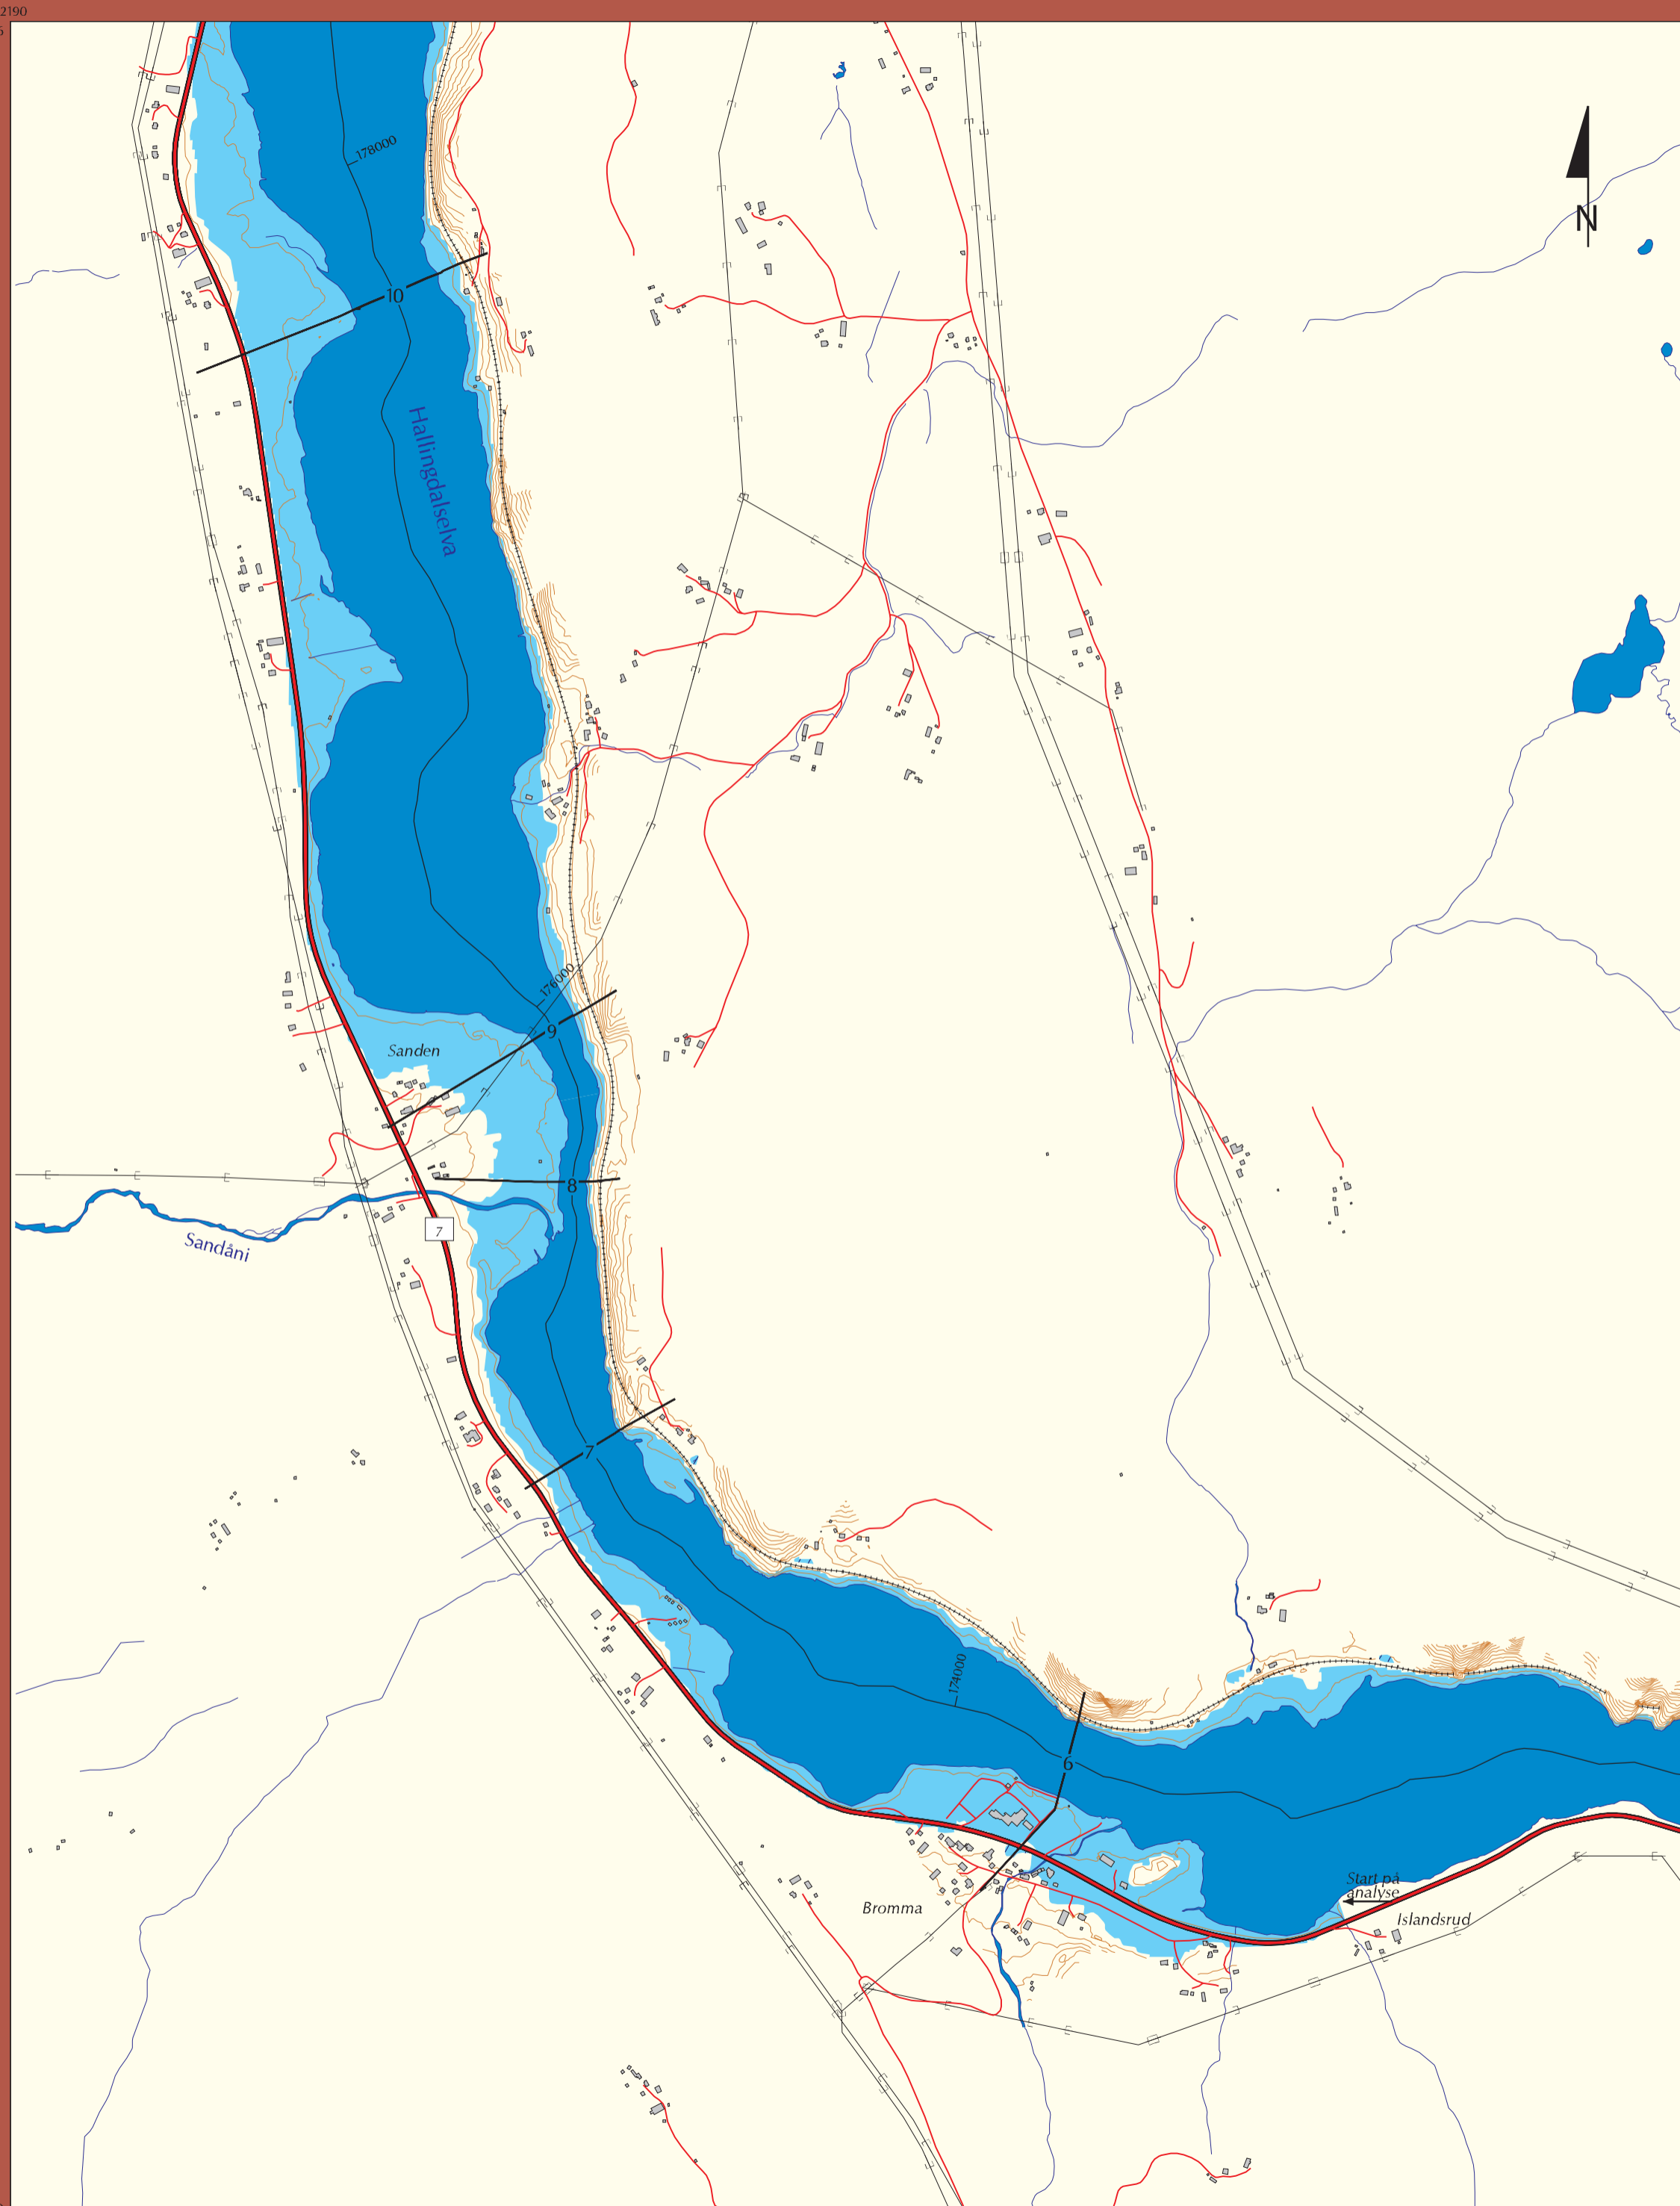 2190
178000
N
10
Hallingdalselva
176000
9
Sanden
8
7
Sandåni
7
174000
6
Start på
analyse
Bromma
Islandsrud